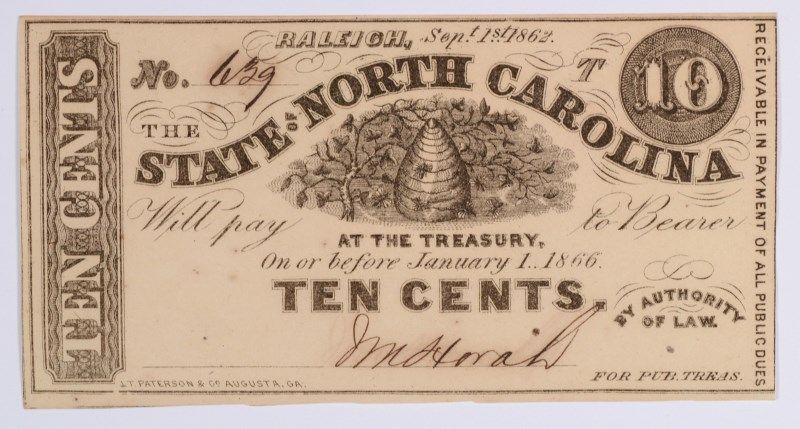 RALEIGH, Sept. 1st 1862.
No. 659
T
10
THE
STATE OF NORTH CAROLINA
Will pay to Bearer
AT THE TREASURY,
On or before January 1.. 1866.
TEN CENTS.
BY AUTHORITY
OF LAW.
FOR PUB. TREAS.
J.T. PATERSON & CO AUGUSTA, GA.
TEN CENTS
RECEIVABLE IN PAYMENT OF ALL PUBLIC DUES